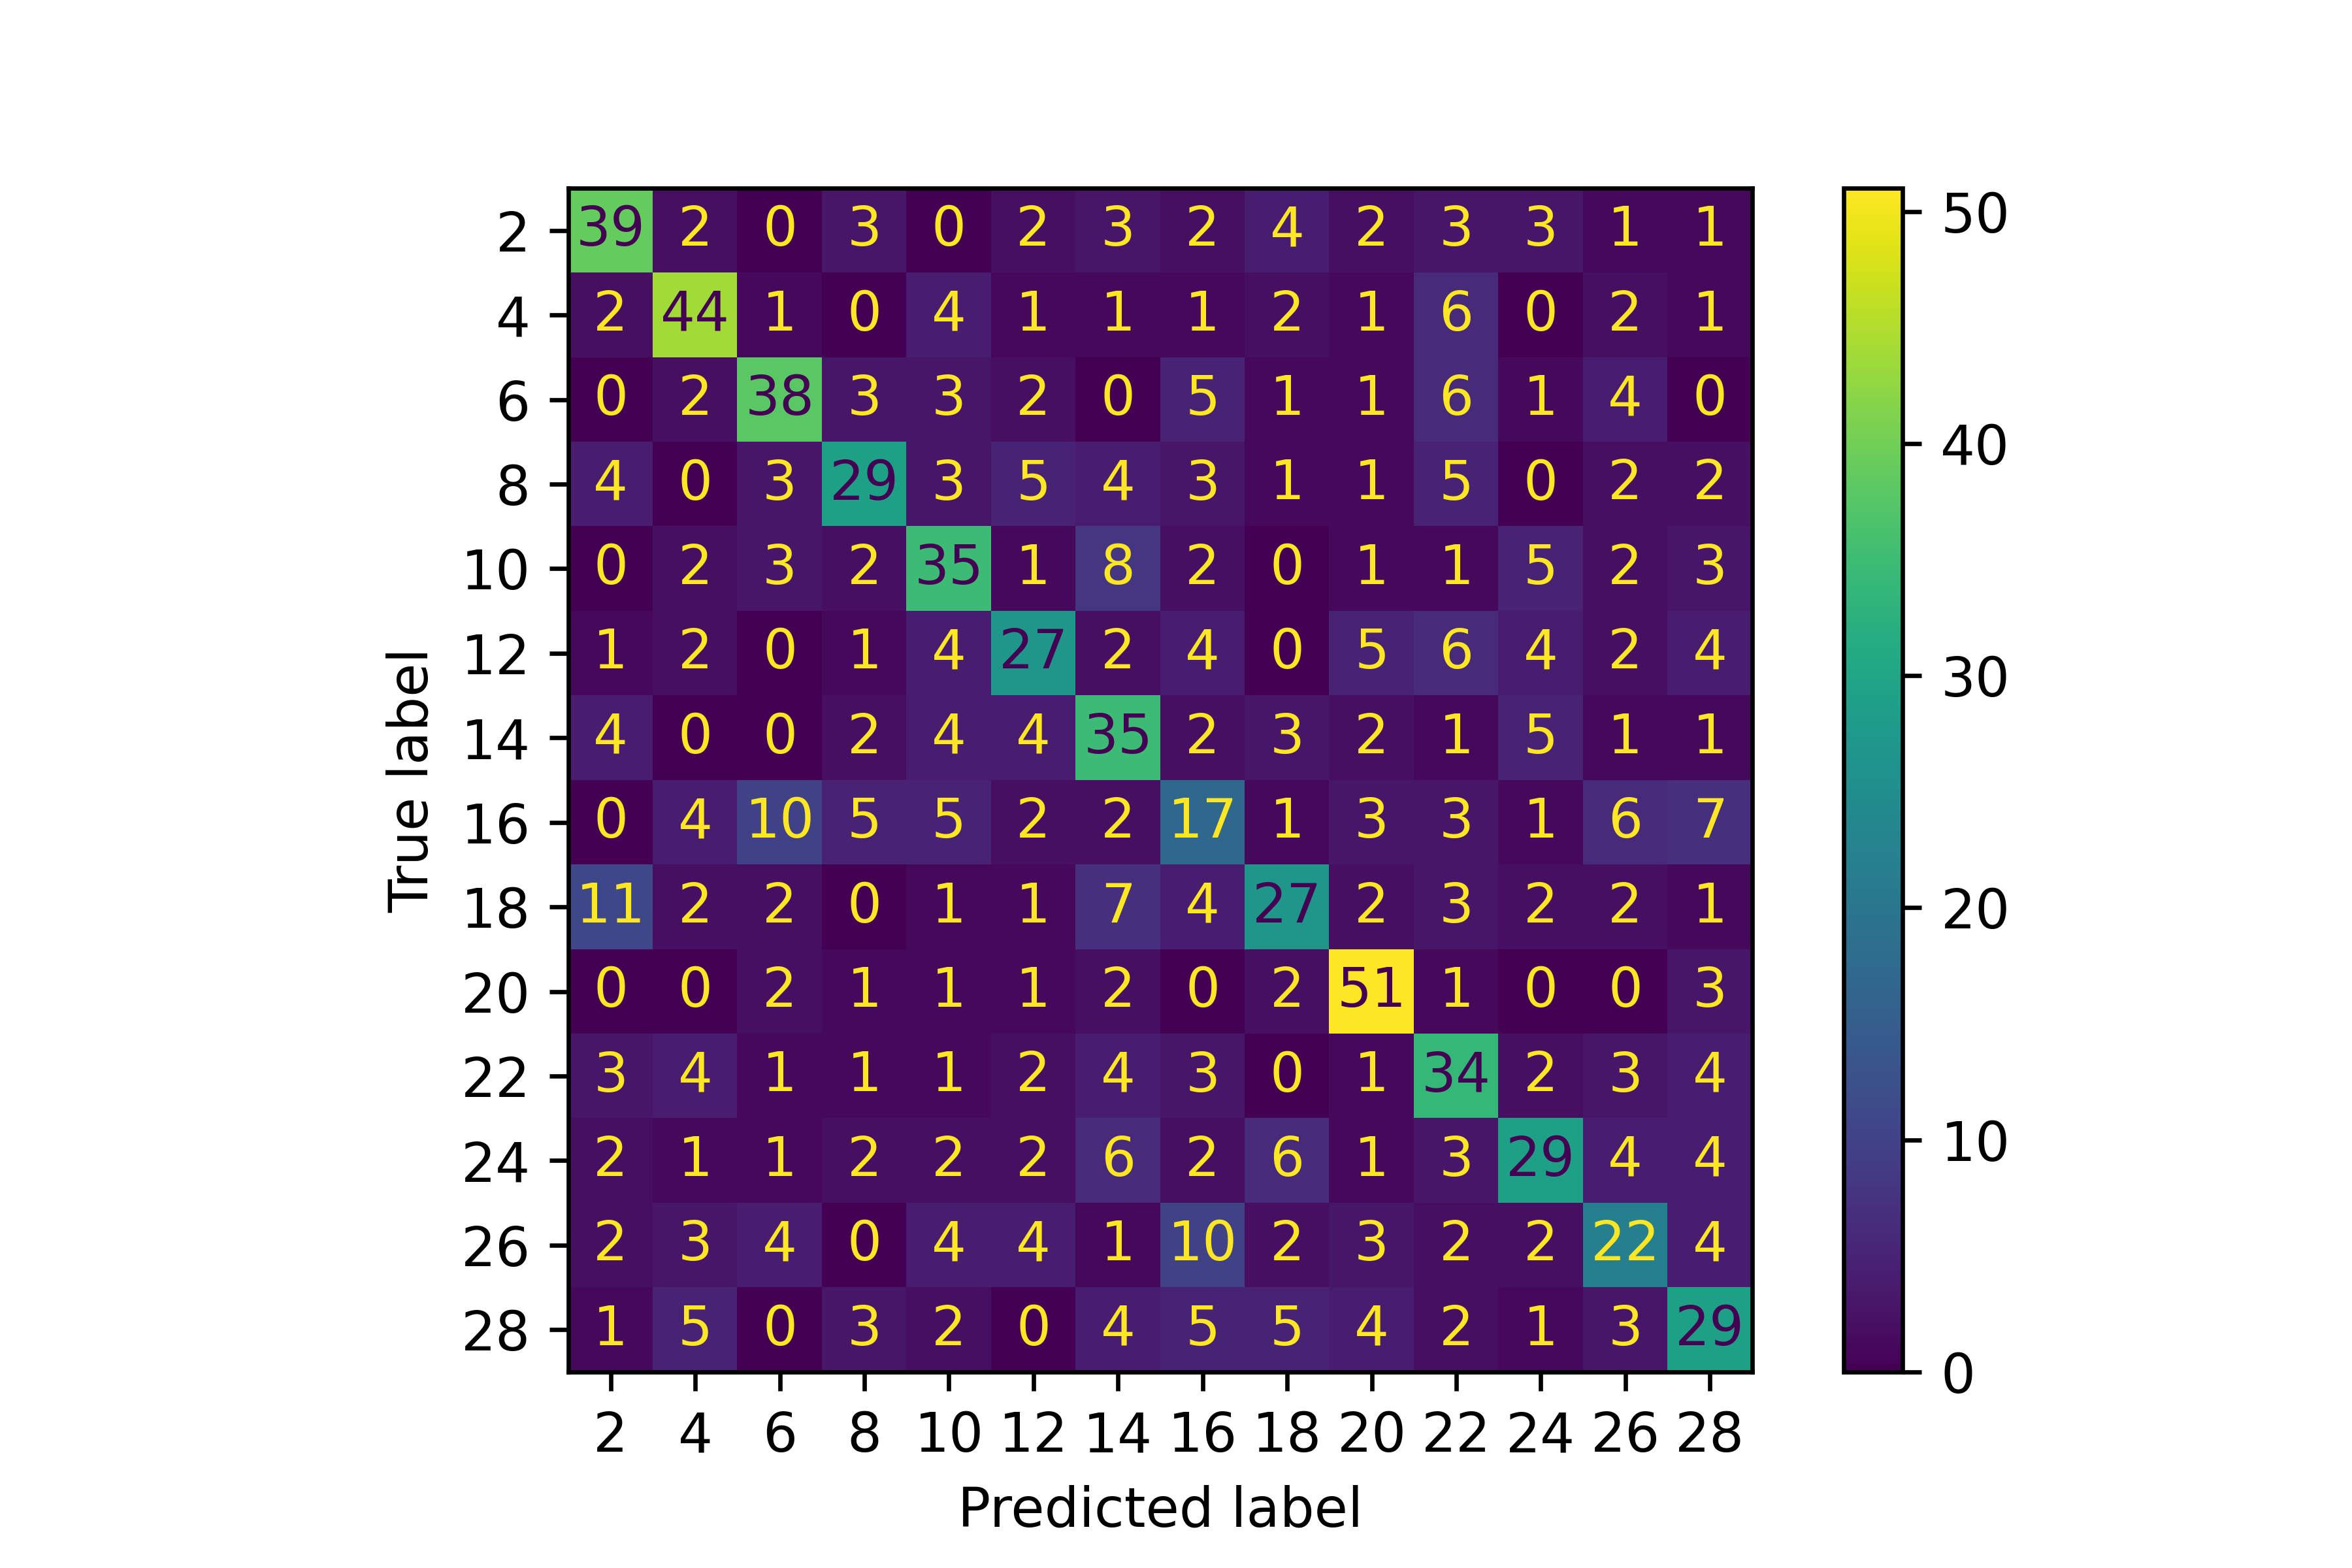 2 39 2 0 3 0 2 3 2 4 2 3 3 1 1
4 2 44 1 0 4 1 1 1 2 1 6 0 2 1
6 0 2 38 3 3 2 0 5 1 1 6 1 4 0
8 4 0 3 29 3 5 4 3 1 1 5 0 2 2
10 0 2 3 2 35 1 8 2 0 1 1 5 2 3
12 1 2 0 1 4 27 2 4 0 5 6 4 2 4
14 4 0 0 2 4 4 35 2 3 2 1 5 1 1
16 0 4 10 5 5 2 2 17 1 3 3 1 6 7
18 11 2 2 0 1 1 7 4 27 2 3 2 2 1
20 0 0 2 1 1 1 2 0 2 51 1 0 0 3
22 3 4 1 1 1 2 4 3 0 1 34 2 3 4
24 2 1 1 2 2 2 6 2 6 1 3 29 4 4
26 2 3 4 0 4 4 1 10 2 3 2 2 22 4
28 1 5 0 3 2 0 4 5 5 4 2 1 3 29
2 4 6 8 10 12 14 16 18 20 22 24 26 28
Predicted label
True label
50
40
30
20
10
0